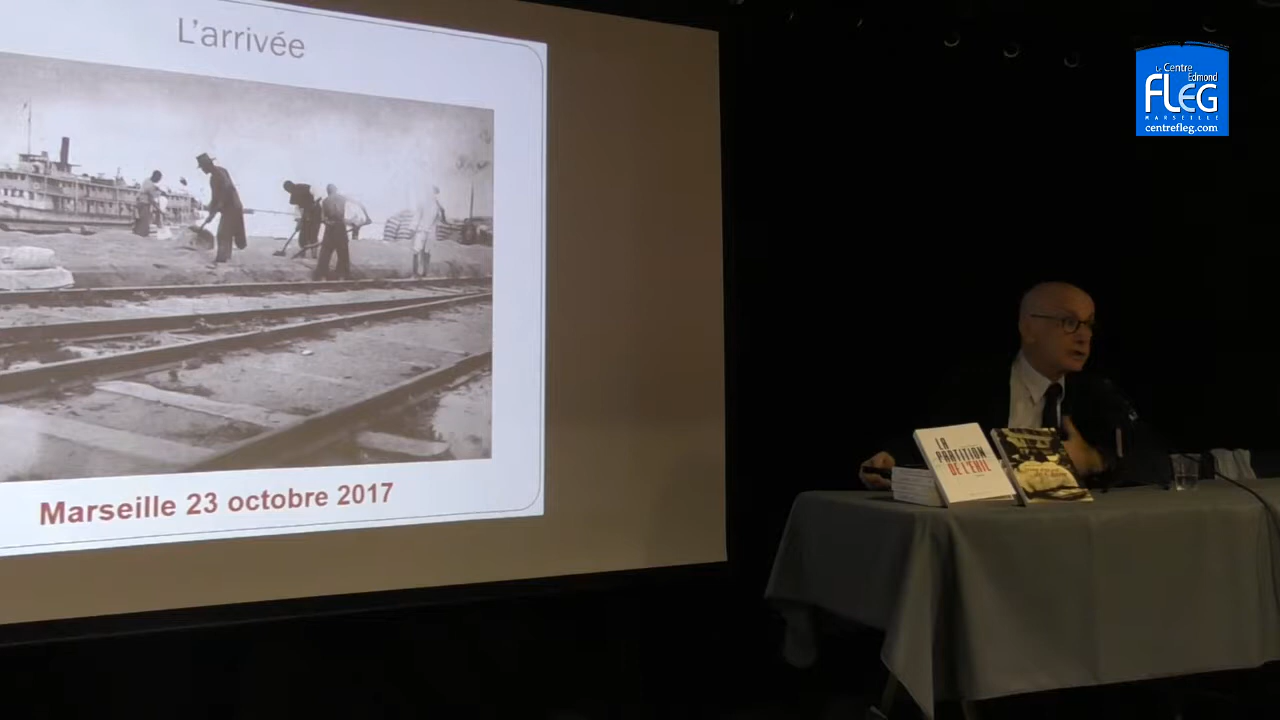 L'arrivée
Marseille 23 octobre 2017
Le Centre
Edmond
FLEG
MARSEILLE
centrefleg.com
LA
PARTITION
DE L'EXIL